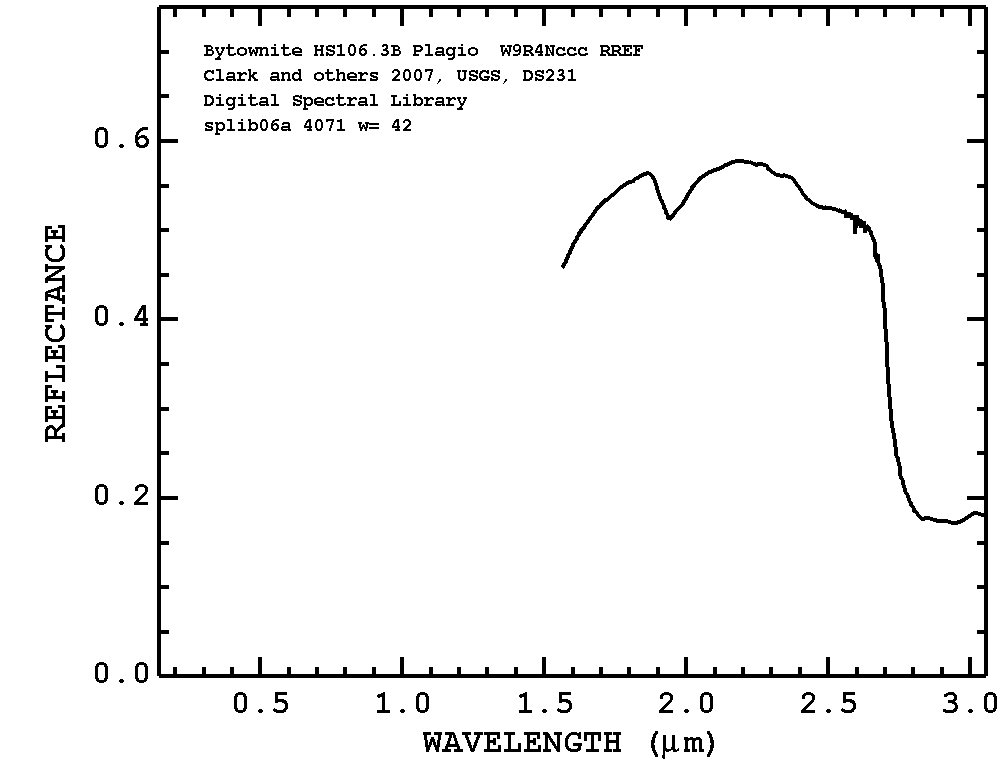 Bytownite HS106.3B Plagio  W9R4Nccc RREF
Clark and others 2007, USGS, DS231
Digital Spectral Library
splib06a 4071 w= 42
0.6
0.4
0.2
0.0
REFLECTANCE
0.5 1.0 1.5 2.0 2.5 3.0
WAVELENGTH (μm)